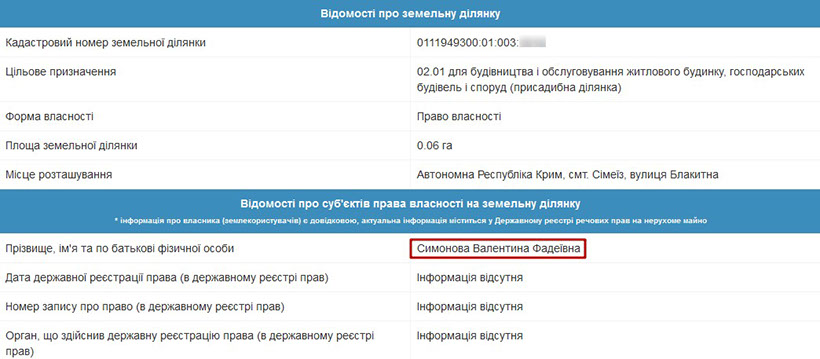 Відомості про земельну ділянку
Кадастровий номер земельної ділянки 0111949300:01:003:
Цільове призначення 02.01 для будівництва і обслуговування житлового будинку, господарських
будівель і споруд (присадибна ділянка)
Форма власності Право власності
Площа земельної ділянки 0.06 га
Місце розташування Автономна Республіка Крим, смт. Сімеїз, вулиця Блакитна
Відомості про суб'єктів права власності на земельну ділянку
* інформація про власника (землекористувачів) є довідковою, актуальна інформація міститься у Державному реєстрі речових прав на нерухоме майно
Прізвище, ім'я та по батькові фізичної особи Симонова Валентина Фадеївна
Дата державної реєстрації права (в державному реєстрі прав) Інформація відсутня
Номер запису про право (в державному реєстрі прав) Інформація відсутня
Орган, що здійснив державну реєстрацію права (в державному реєстрі Інформація відсутня
прав)